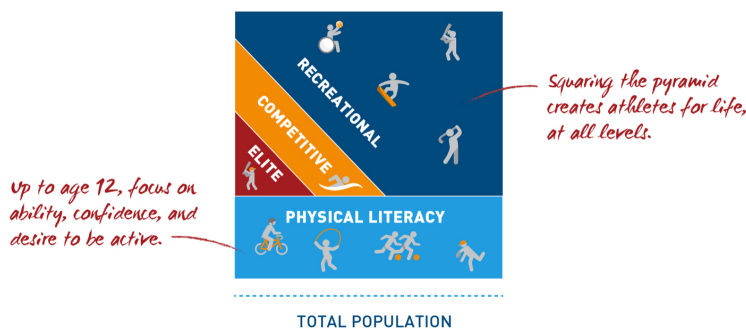 RECREATIONAL
COMPETITIVE
ELITE
Squaring the pyramid
creates athletes for life,
at all levels.
Up to age 12, focus on
ability, confidence, and
desire to be active.
PHYSICAL LITERACY
TOTAL POPULATION